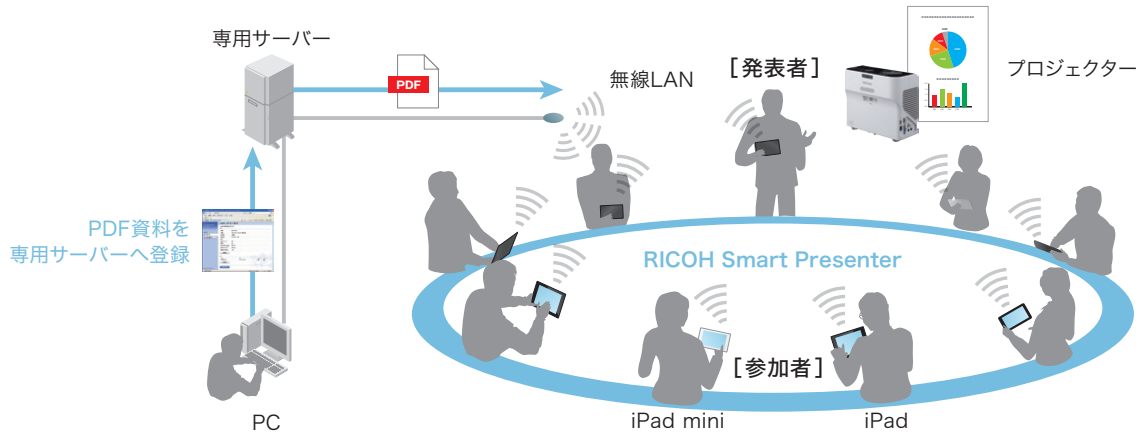 専用サーバー
PDF
無線LAN
［発表者］
プロジェクター
PDF資料を
専用サーバーへ登録
RICOH Smart Presenter
［参加者］
PC
iPad mini
iPad